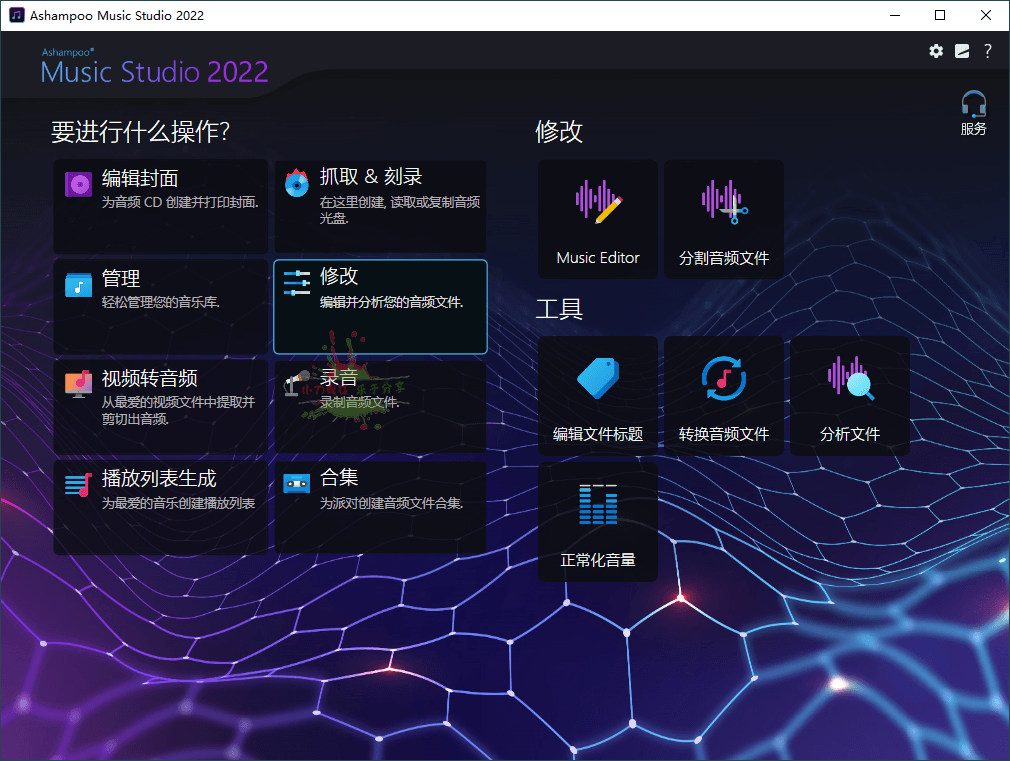 Ashampoo Music Studio 2022
Ashampoo®
Music Studio 2022
?
服务
要进行什么操作?
编辑封面
为音频 CD 创建并打印封面.
抓取 & 刻录
在这里创建, 读取或复制音频
光盘.
管理
轻松管理您的音乐库.
修改
编辑并分析您的音频文件.
视频转音频
从最爱的视频文件中提取并
剪切出音频.
录音
录制音频文件.
播放列表生成
为最爱的音乐创建播放列表
合集
为派对创建音频文件合集.
修改
Music Editor
分割音频文件
工具
编辑文件标题
转换音频文件
分析文件
正常化音量